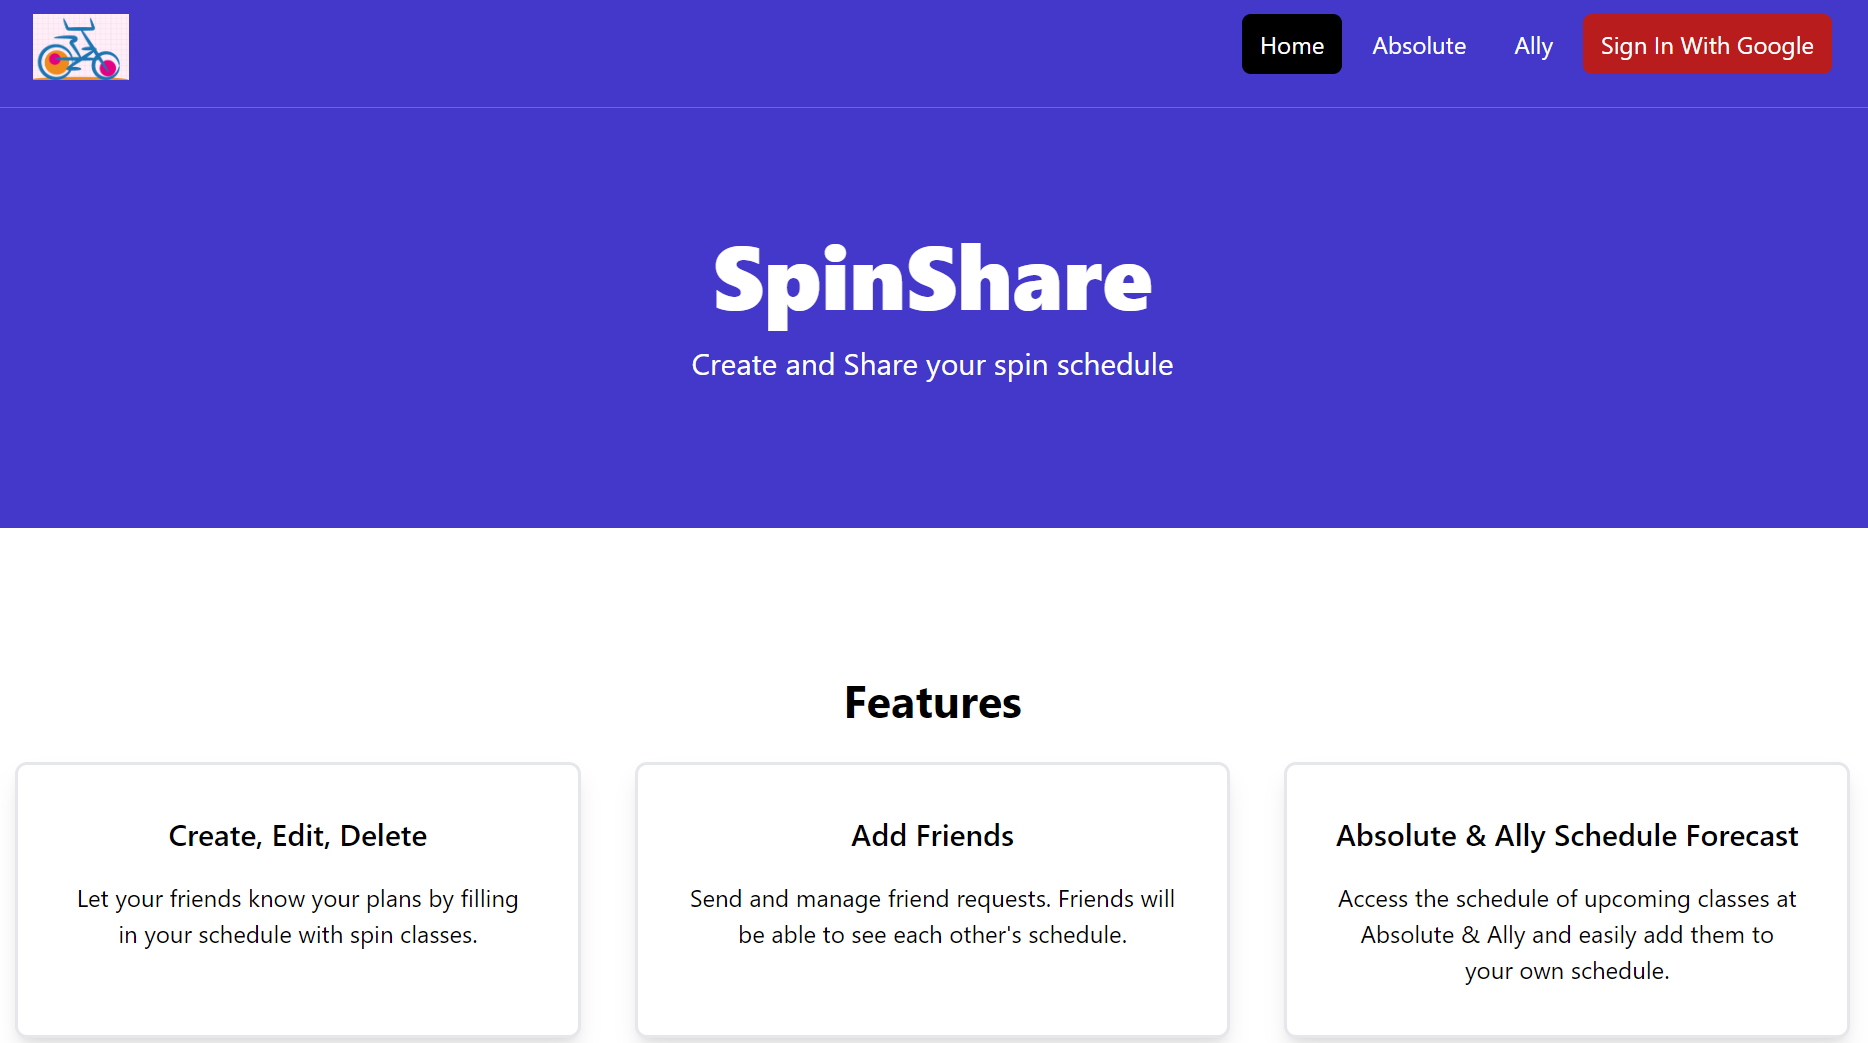 Home Absolute Ally Sign In With Google
SpinShare
Create and Share your spin schedule
Features
Create, Edit, Delete
Let your friends know your plans by filling
in your schedule with spin classes.
Add Friends
Send and manage friend requests. Friends will
be able to see each other's schedule.
Absolute & Ally Schedule Forecast
Access the schedule of upcoming classes at
Absolute & Ally and easily add them to
your own schedule.